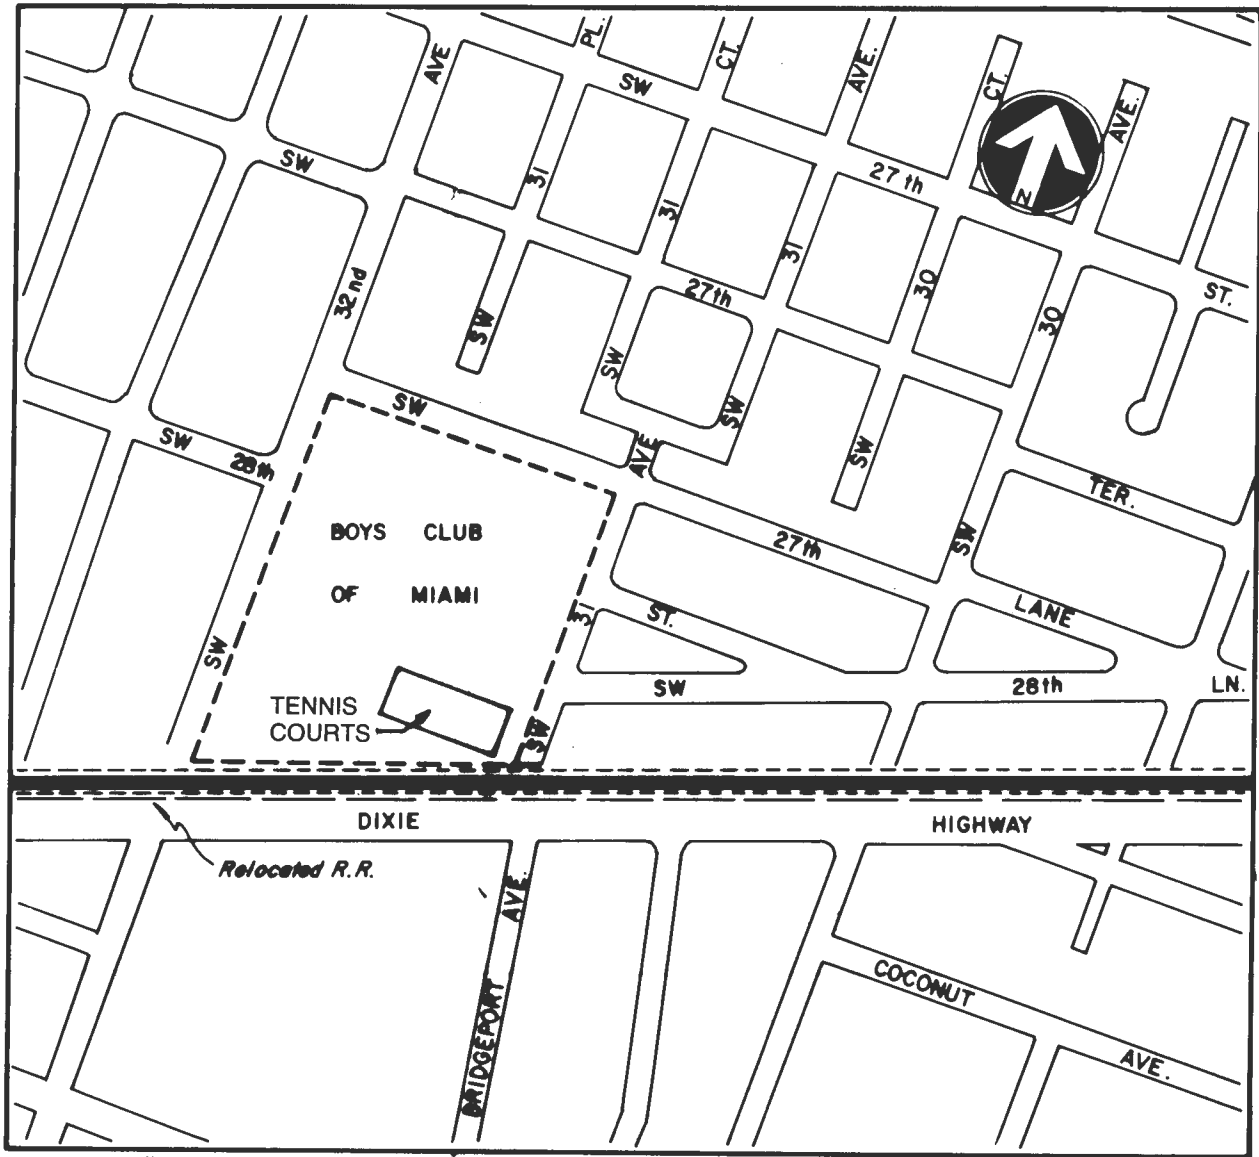 PL.
CT.
AVE
SW
AVE.
CT.
AVE.
SW
31
27th
N
31
31
32nd
27th
30
ST.
30
SW
SW
SW
SW
SW
AVE
SW
28th
SW
TER.
BOYS CLUB
OF MIAMI
27th
SW
31
ST.
LANE
SW
SW
28th
LN.
TENNIS
COURTS
SW
DIXIE HIGHWAY
Relocated R.R.
BRIDGEPORT AVE.
COCONUT AVE.